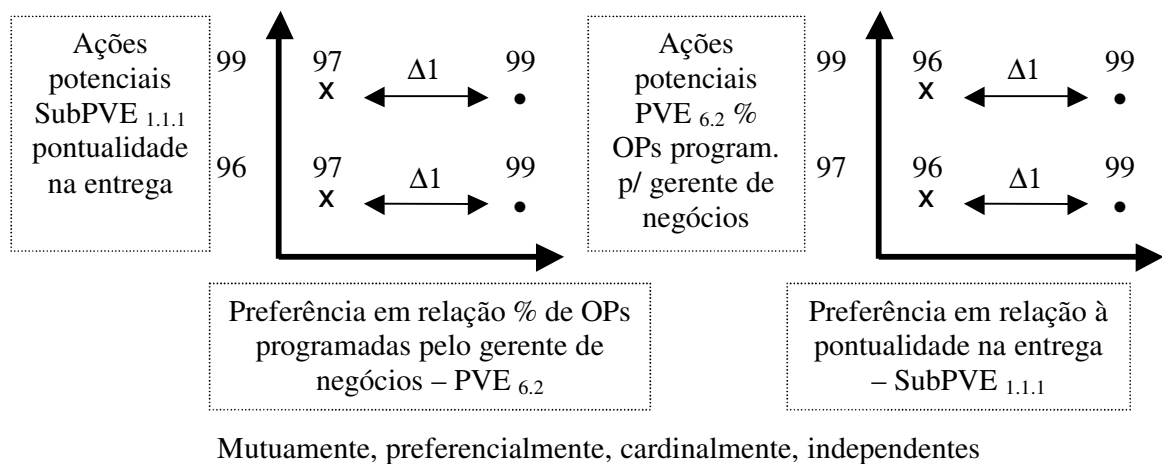 Ações
potenciais
SubPVE 1.1.1
pontualidade
na entrega
99
97
x
Δ1
99
96
97
x
Δ1
99
Preferência em relação % de OPs
programadas pelo gerente de
negócios – PVE 6.2
Ações
potenciais
PVE 6.2 %
OPs program.
p/ gerente de
negócios
99
96
x
Δ1
99
97
96
x
Δ1
99
Preferência em relação à
pontualidade na entrega
– SubPVE 1.1.1
Mutuamente, preferencialmente, cardinalmente, independentes